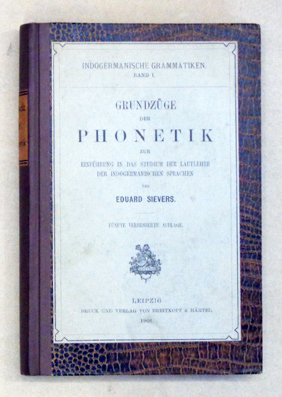 INDOGERMANISCHE GRAMMATIKEN.
BAND I.
GRUNDZÜGE
DER
PHONETIK
ZUR
EINFÜHRUNG IN DAS STUDIUM DER LAUTLEHRE
DER INDOGERMANISCHEN SPRACHEN
VON
EDUARD SIEVERS.
FÜNFTE VERBESSERTE AUFLAGE.
LEIPZIG
DRUCK UND VERLAG VON BREITKOPF & HÄRTEL